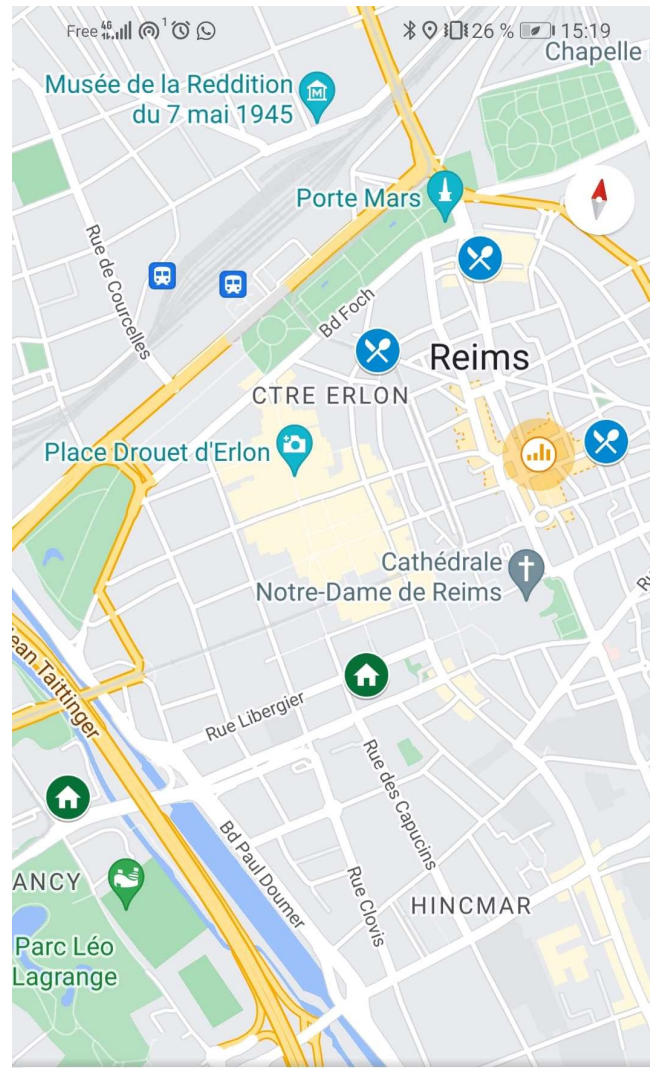 Free 4G 1 26 % 15:19
Chapelle
Musée de la Reddition
du 7 mai 1945
Porte Mars
Rue de Courcelles
Bd Foch
Reims
CTRE ERLON
Place Drouet d'Erlon
Cathédrale
Notre-Dame de Reims
ean Taittinger
Rue Libergier
Rue des Capucins
Bd Paul Doumer
Rue Clovis
ANCY
HINCMAR
Parc Léo
Lagrange